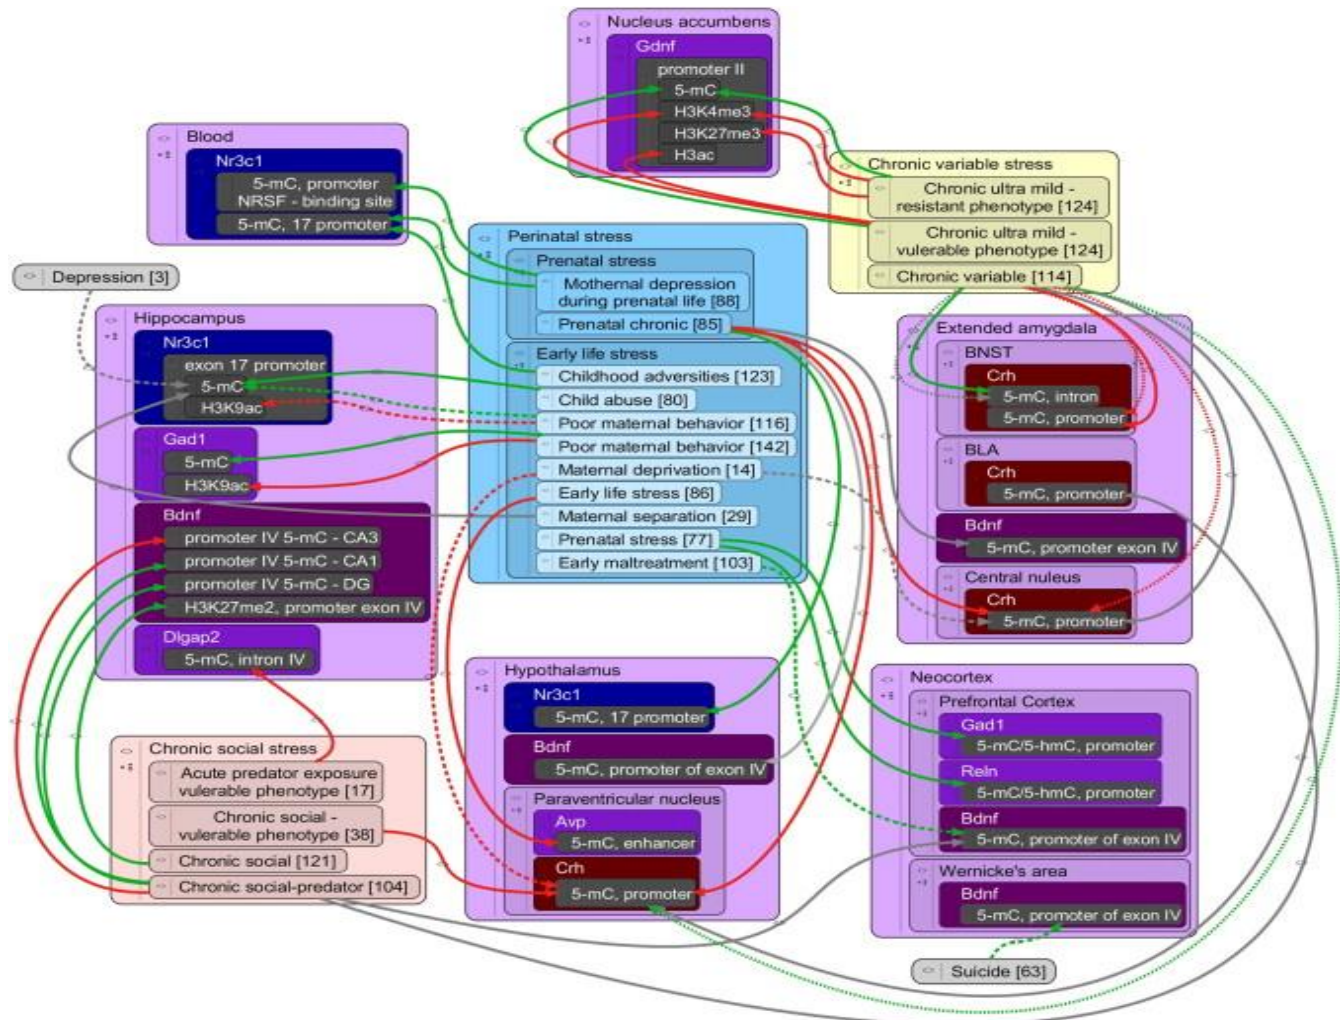 Nucleus accumbens
Gdnf
promoter II
5-mC
H3K4me3
H3K27me3
H3ac
Blood
Nr3c1
5-mC, promoter
NRSF - binding site
5-mC, 17 promoter
Chronic variable stress
Chronic ultra mild -
resistant phenotype [124]
Chronic ultra mild -
vulerable phenotype [124]
Chronic variable [114]
Depression [3]
Perinatal stress
Prenatal stress
Mothernal depression
during prenatal life [88]
Prenatal chronic [85]
Early life stress
Childhood adversities [123]
Child abuse [80]
Poor maternal behavior [116]
Poor maternal behavior [142]
Maternal deprivation [14]
Early life stress [86]
Maternal separation [29]
Prenatal stress [77]
Early maltreatment [103]
Hippocampus
Nr3c1
exon 17 promoter
5-mC
H3K9ac
Gad1
5-mC
H3K9ac
Bdnf
promoter IV 5-mC - CA3
promoter IV 5-mC - CA1
promoter IV 5-mC - DG
H3K27me2, promoter exon IV
Dlgap2
5-mC, intron IV
Extended amygdala
BNST
Crh
5-mC, intron
5-mC, promoter
BLA
Crh
5-mC, promoter
Bdnf
5-mC, promoter exon IV
Central nuleus
Crh
5-mC, promoter
Hypothalamus
Nr3c1
5-mC, 17 promoter
Bdnf
5-mC, promoter of exon IV
Paraventricular nucleus
Avp
5-mC, enhancer
Crh
5-mC, promoter
Neocortex
Prefrontal Cortex
Gad1
5-mC/5-hmC, promoter
Reln
5-mC/5-hmC, promoter
Bdnf
5-mC, promoter of exon IV
Wernicke's area
Bdnf
5-mC, promoter of exon IV
Chronic social stress
Acute predator exposure
vulerable phenotype [17]
Chronic social -
vulerable phenotype [38]
Chronic social [121]
Chronic social-predator [104]
Suicide [63]